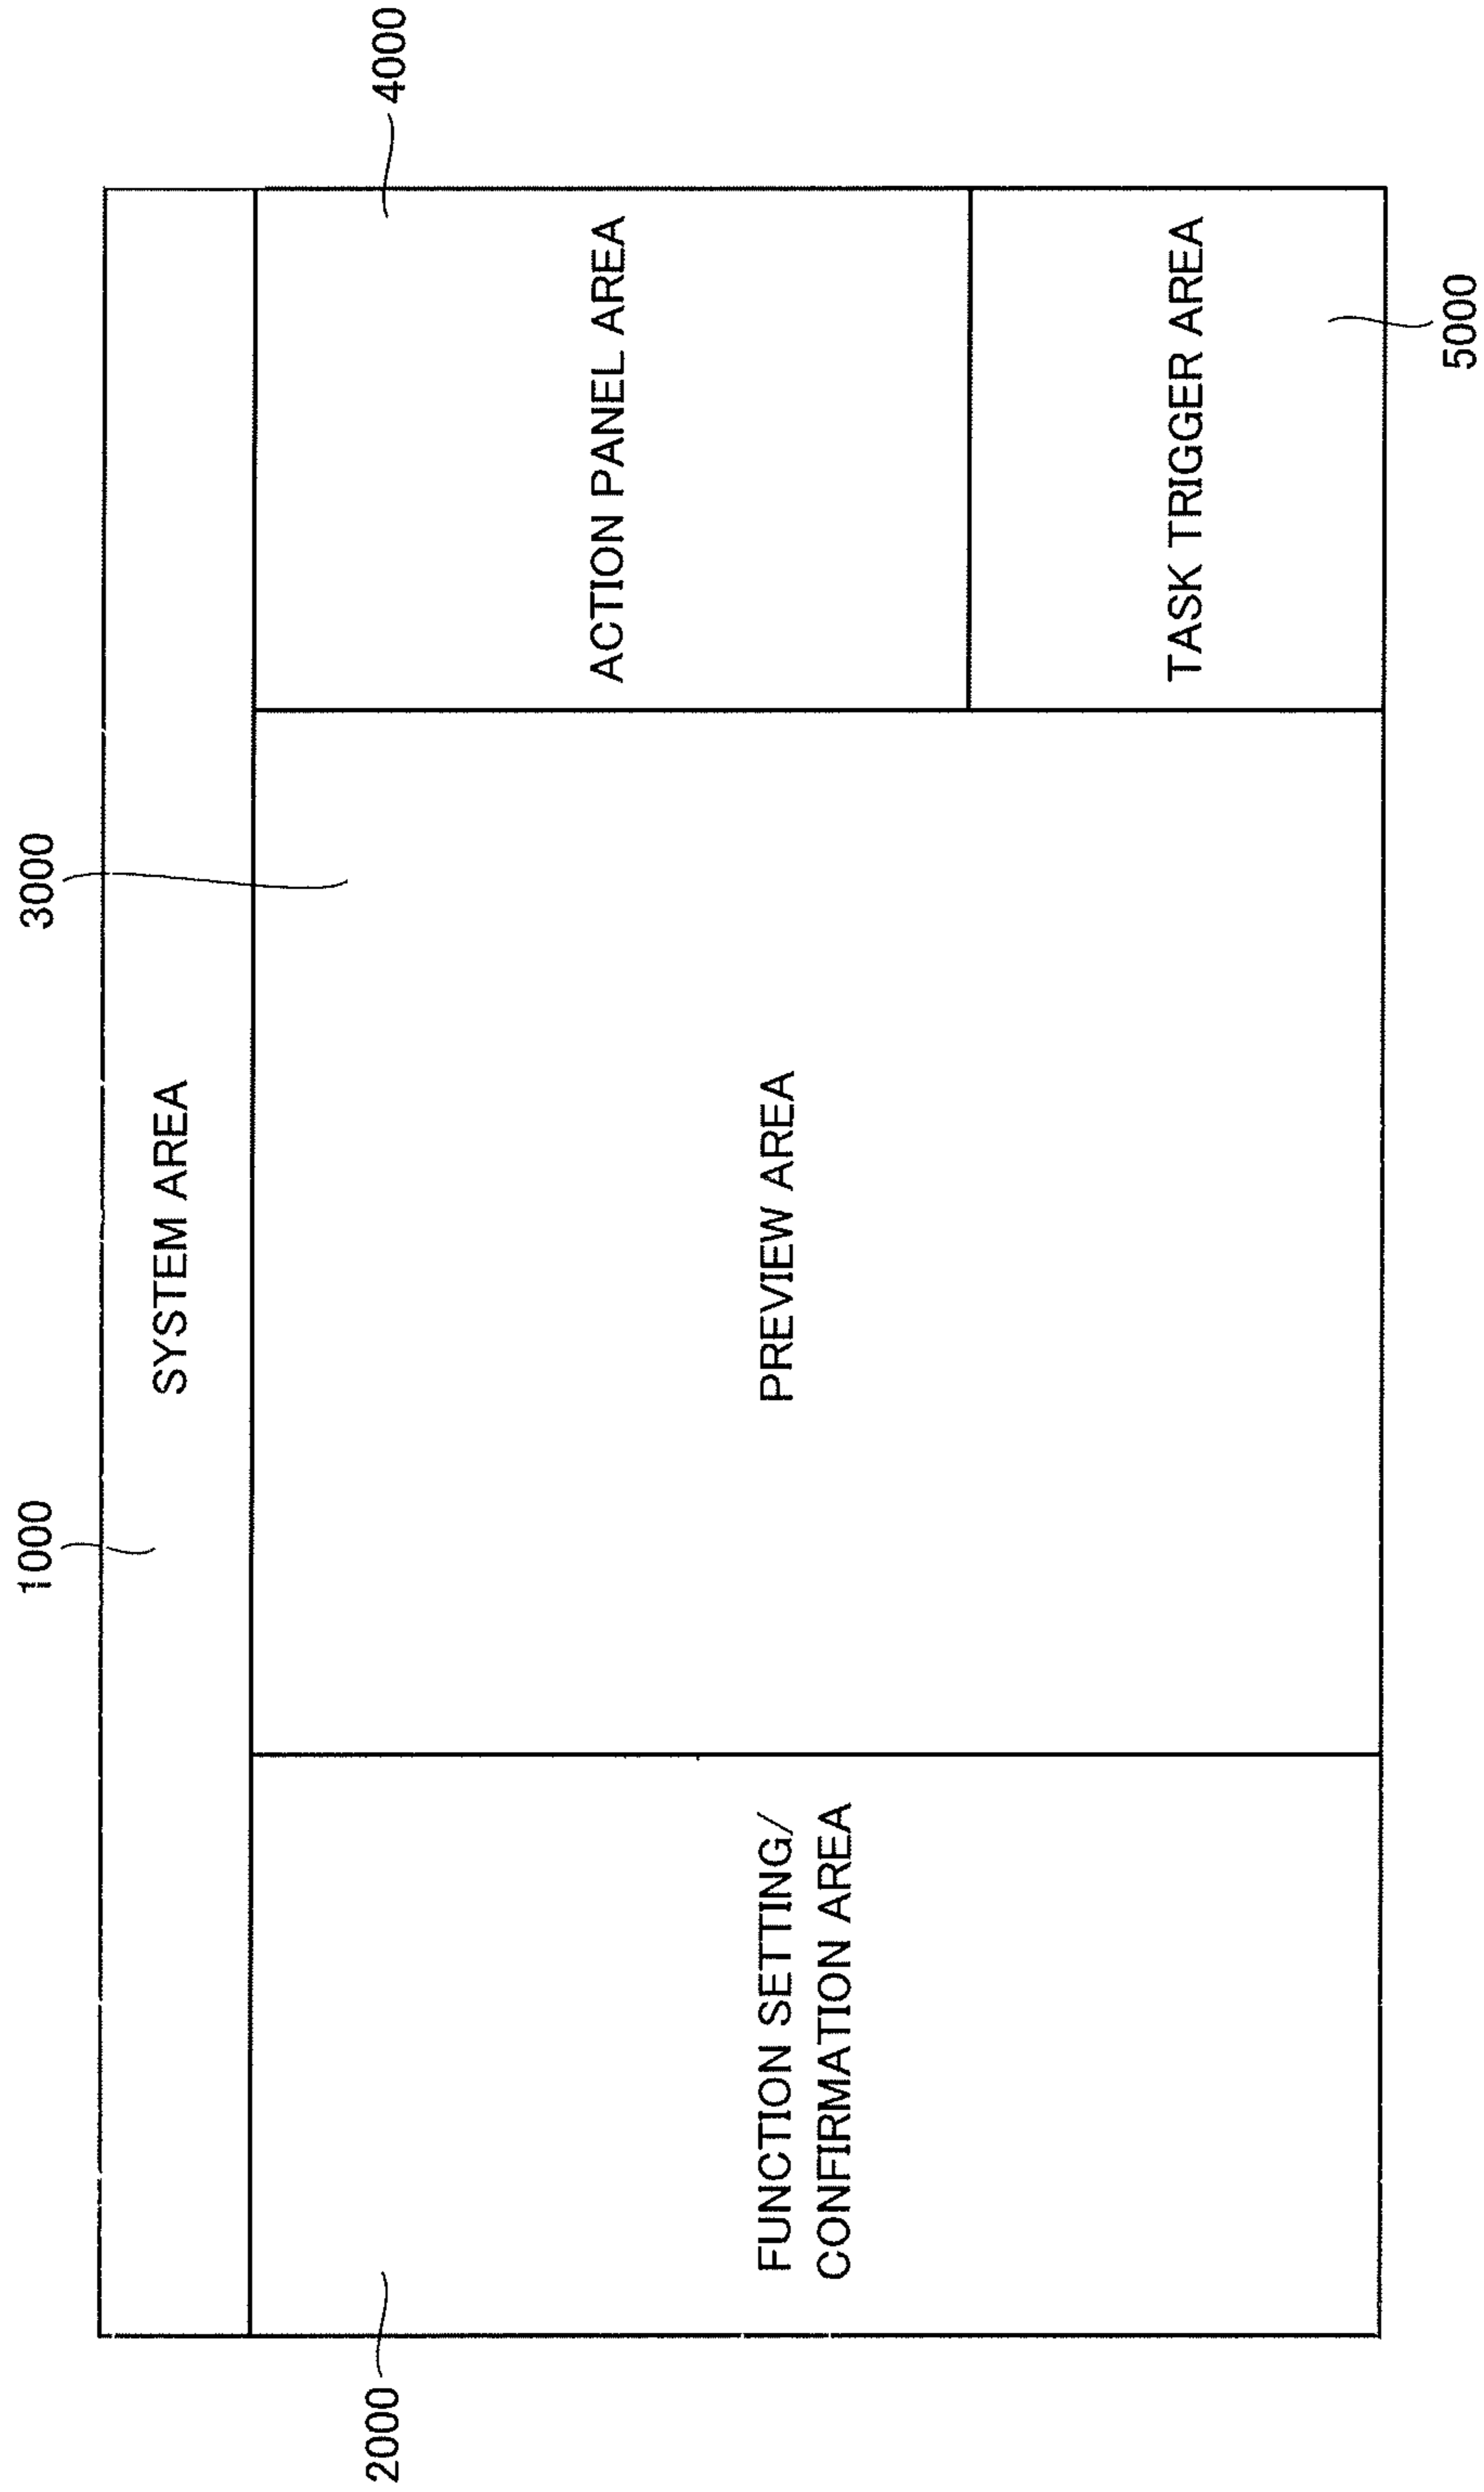 1000
3000
SYSTEM AREA
2000
4000
FUNCTION SETTING/
CONFIRMATION AREA
PREVIEW AREA
ACTION PANEL AREA
TASK TRIGGER AREA
5000